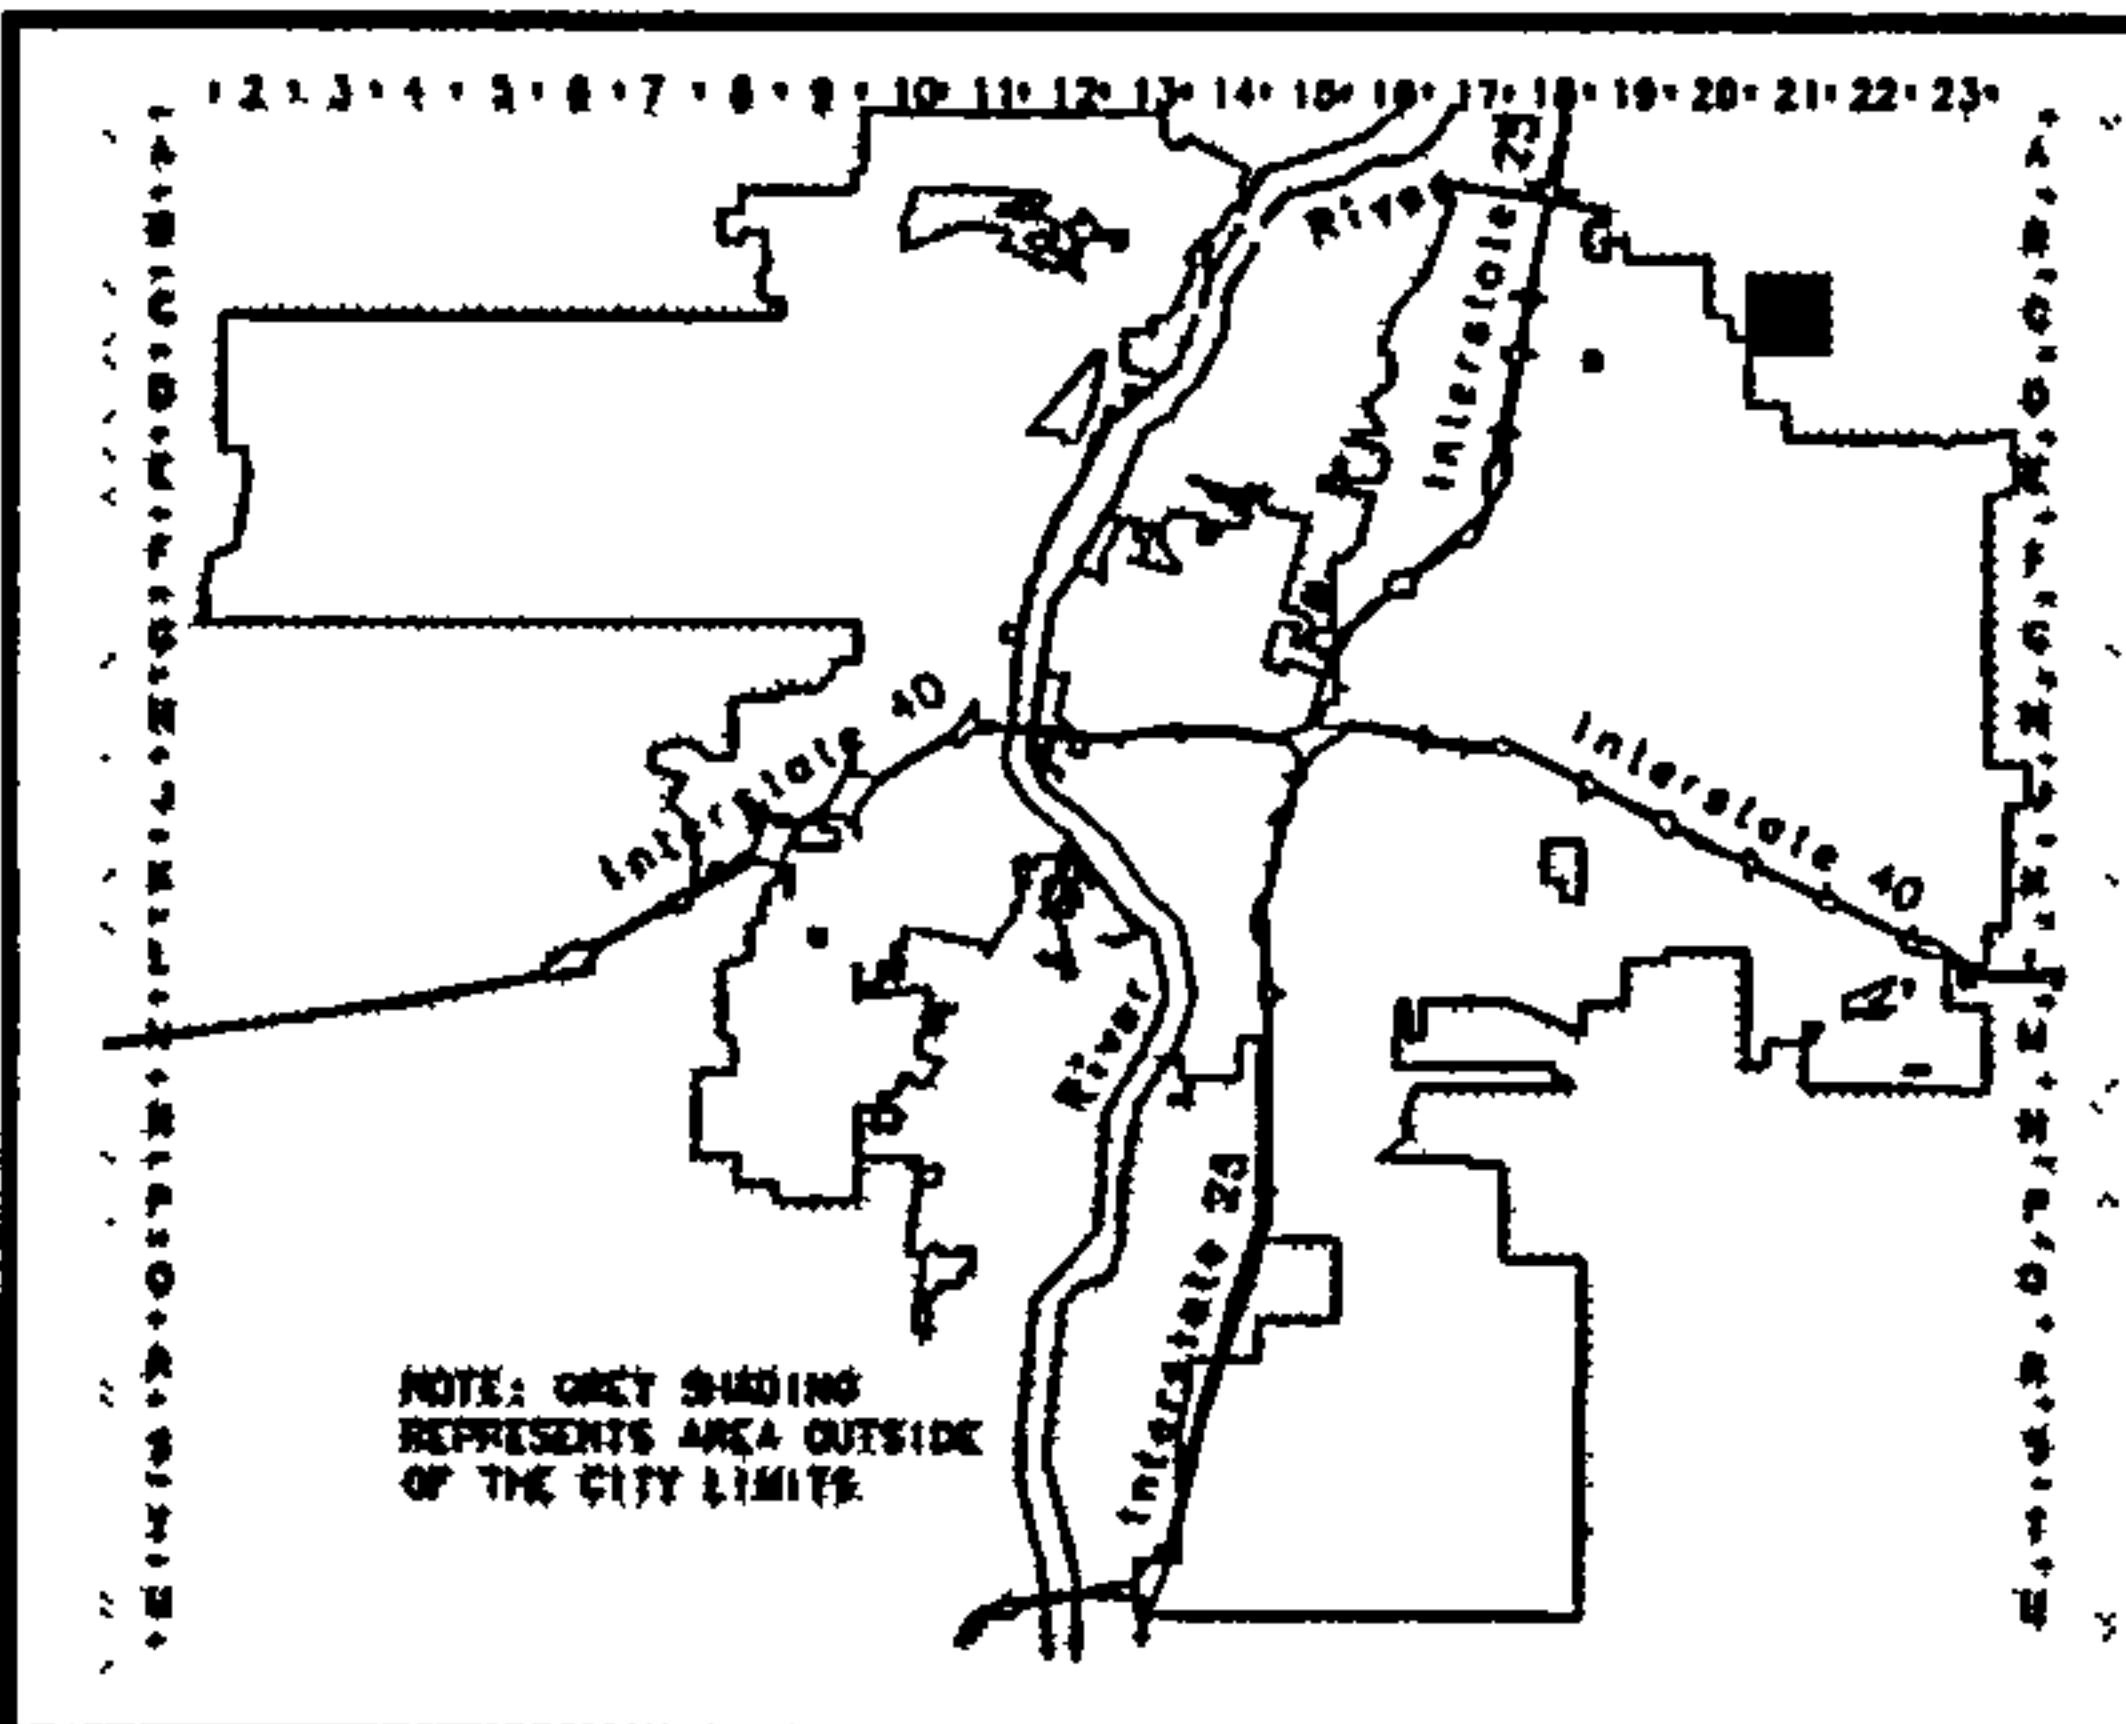 2 3 4 5 6 7 8 9 10 11 12 13 14 15 16 17 18 19 20 21 22 23
A A
B B
C C
D D
E E
F F
G G
H H
J J
K K
L L
M M
N N
P P
Q Q
R R
S S
T T
River
Interstate 25
Interstate 40
Interstate 40
River
Interstate 25
NOTE: GREY SHADING
REPRESENTS AREA OUTSIDE
OF THE CITY LIMITS